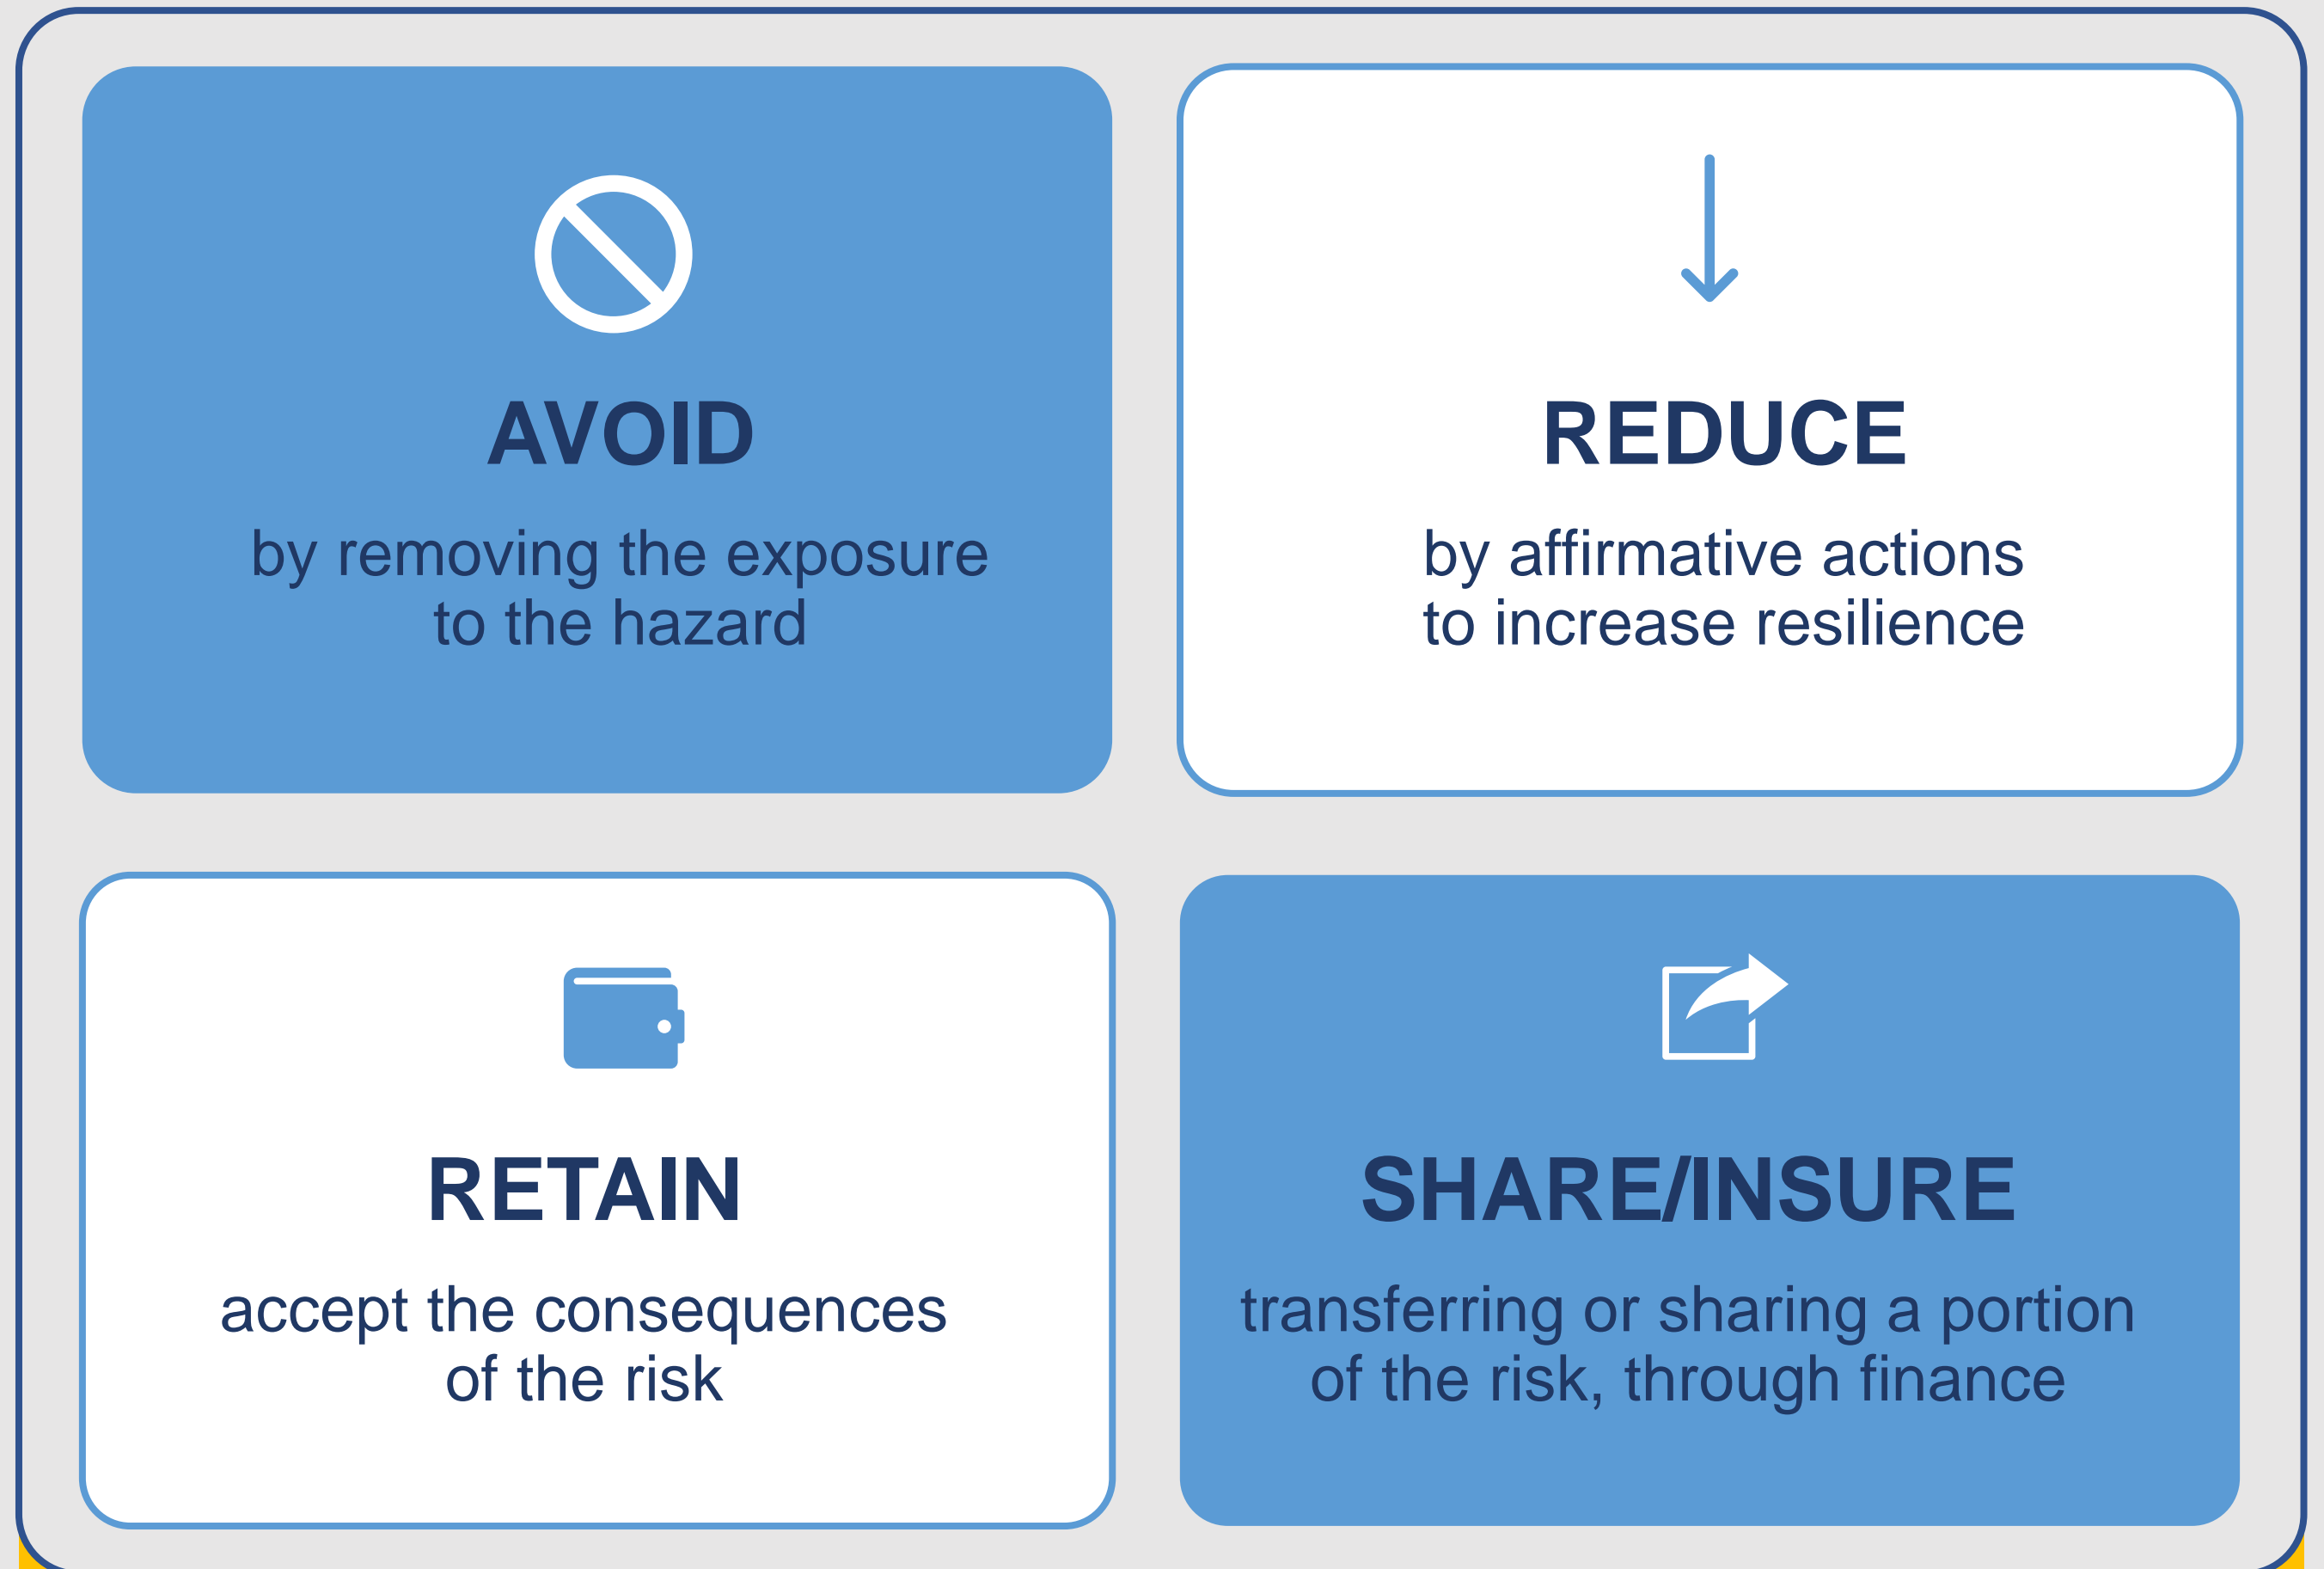 AVOID
by removing the exposure
to the hazard
REDUCE
by affirmative actions
to increase resilience
RETAIN
accept the consequences
of the risk
SHARE/INSURE
transferring or sharing a portion
of the risk, though finance